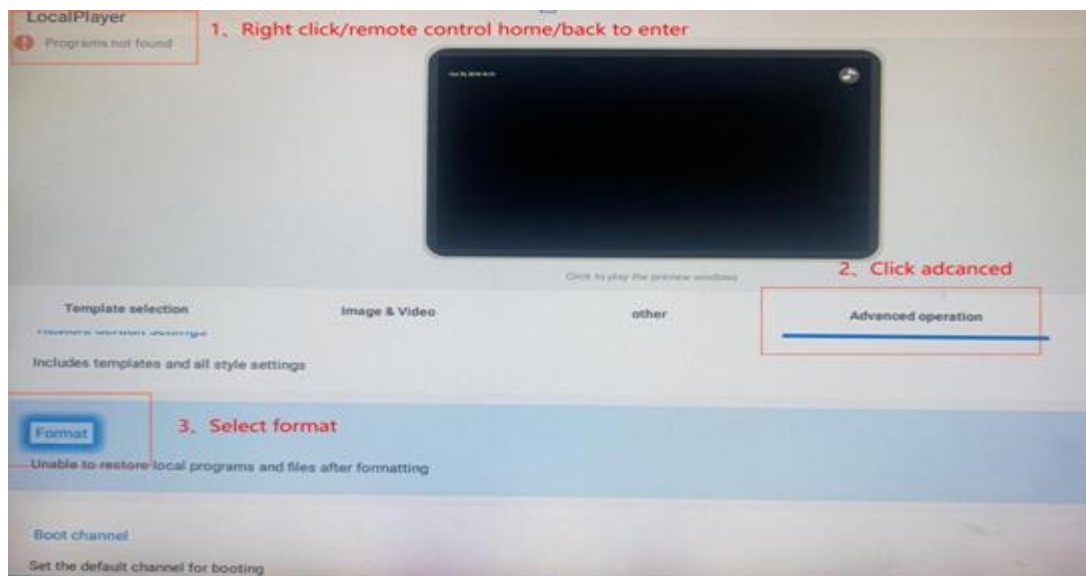 LocalPlayer
Programs not found
1、Right click/remote control home/back to enter
Click to play the preview windows
2、Click adcanced
Template selection
Image & Video
other
Advanced operation
Includes templates and all style settings
Format
3、Select format
Unable to restore local programs and files after formatting
Boot channel
Set the default channel for booting